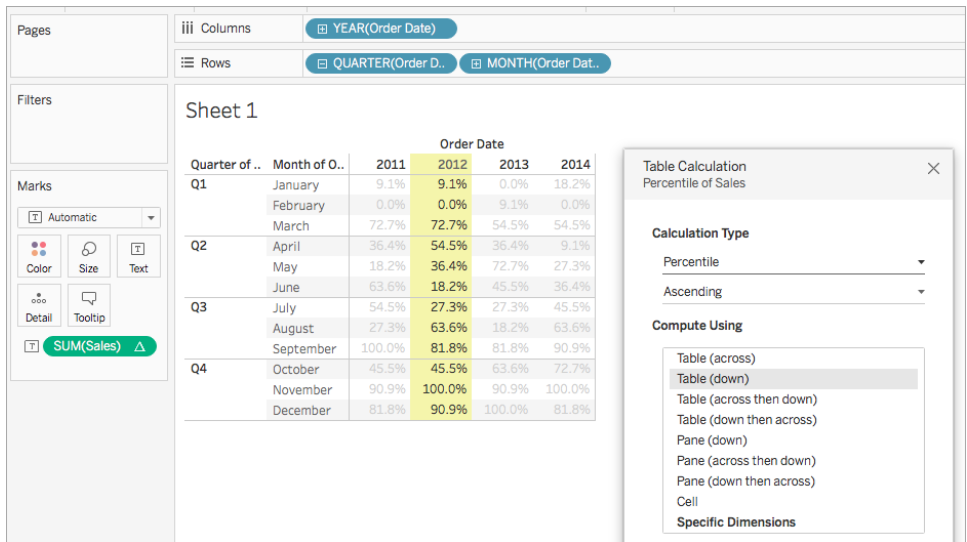 Pages
Columns
YEAR(Order Date)
Rows
QUARTER(Order D..
MONTH(Order Dat..
Filters
Marks
T Automatic
Color Size Text
Detail Tooltip
T SUM(Sales) Δ
Sheet 1
Order Date
Quarter of .. Month of O.. 2011 2012 2013 2014
Q1 January 9.1% 9.1% 0.0% 18.2%
February 0.0% 0.0% 9.1% 0.0%
March 72.7% 72.7% 54.5% 54.5%
Q2 April 36.4% 54.5% 36.4% 9.1%
May 18.2% 36.4% 72.7% 27.3%
June 63.6% 18.2% 45.5% 36.4%
Q3 July 54.5% 27.3% 27.3% 45.5%
August 27.3% 63.6% 18.2% 63.6%
September 100.0% 81.8% 81.8% 90.9%
Q4 October 45.5% 45.5% 63.6% 72.7%
November 90.9% 100.0% 90.9% 100.0%
December 81.8% 90.9% 100.0% 81.8%
Table Calculation
Percentile of Sales
Calculation Type
Percentile
Ascending
Compute Using
Table (across)
Table (down)
Table (across then down)
Table (down then across)
Pane (down)
Pane (across then down)
Pane (down then across)
Cell
Specific Dimensions